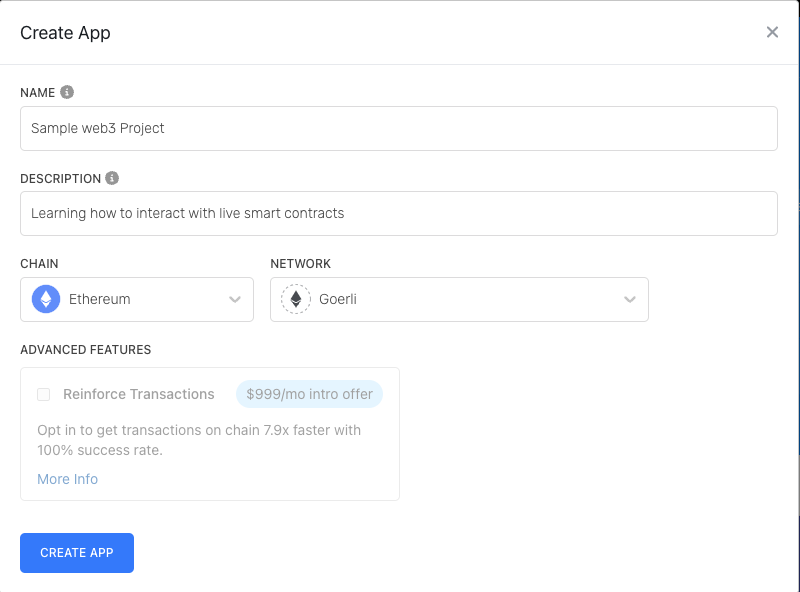 Create App
NAME
Sample web3 Project
DESCRIPTION
Learning how to interact with live smart contracts
CHAIN
NETWORK
Ethereum
Goerli
ADVANCED FEATURES
Reinforce Transactions
$999/mo intro offer
Opt in to get transactions on chain 7.9x faster with
100% success rate.
More Info
CREATE APP